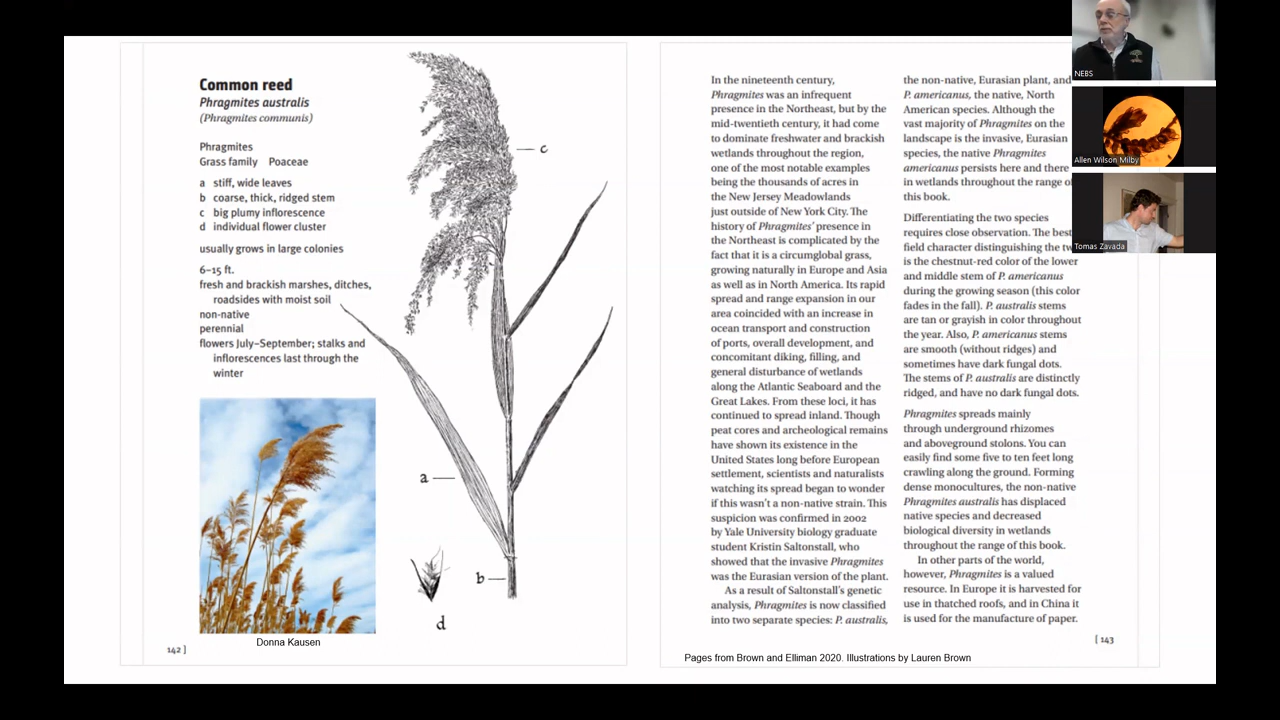 Common reed
Phragmites australis
(Phragmites communis)
Phragmites
Grass family Poaceae
a stiff, wide leaves
b coarse, thick, ridged stem
c big plumy inflorescence
d individual flower cluster
usually grows in large colonies
6–15 ft.
fresh and brackish marshes, ditches,
roadsides with moist soil
non-native
perennial
flowers July–September; stalks and
inflorescences last through the
winter
c
a
b
d
Donna Kausen
142 ]
In the nineteenth century,
Phragmites was an infrequent
presence in the Northeast, but by the
mid-twentieth century, it had come
to dominate freshwater and brackish
wetlands throughout the region,
one of the most notable examples
being the thousands of acres in
the New Jersey Meadowlands
just outside of New York City. The
history of Phragmites' presence in
the Northeast is complicated by the
fact that it is a circumglobal grass,
growing naturally in Europe and Asia
as well as in North America. Its rapid
spread and range expansion in our
area coincided with an increase in
ocean transport and construction
of ports, overall development, and
concomitant diking, filling, and
general disturbance of wetlands
along the Atlantic Seaboard and the
Great Lakes. From these loci, it has
continued to spread inland. Though
peat cores and archeological remains
have shown its existence in the
United States long before European
settlement, scientists and naturalists
watching its spread began to wonder
if this wasn't a non-native strain. This
suspicion was confirmed in 2002
by Yale University biology graduate
student Kristin Saltonstall, who
showed that the invasive Phragmites
was the Eurasian version of the plant.
As a result of Saltonstall's genetic
analysis, Phragmites is now classified
into two separate species: P. australis,
the non-native, Eurasian plant, and
P. americanus, the native, North
American species. Although the
vast majority of Phragmites on the
landscape is the invasive, Eurasian
species, the native Phragmites
americanus persists here and there
in wetlands throughout the range
this book.
Differentiating the two species
requires close observation. The best
field character distinguishing the
is the chestnut-red color of the lower
and middle stem of P. americanus
during the growing season (this color
fades in the fall). P. australis stems
are tan or grayish in color throughout
the year. Also, P. americanus stems
are smooth (without ridges) and
sometimes have dark fungal dots.
The stems of P. australis are distinctly
ridged, and have no dark fungal dots.
Phragmites spreads mainly
through underground rhizomes
and aboveground stolons. You can
easily find some five to ten feet long
crawling along the ground. Forming
dense monocultures, the non-native
Phragmites australis has displaced
native species and decreased
biological diversity in wetlands
throughout the range of this book.
In other parts of the world,
however, Phragmites is a valued
resource. In Europe it is harvested for
use in thatched roofs, and in China it
is used for the manufacture of paper.
[ 143
Pages from Brown and Elliman 2020. Illustrations by Lauren Brown
NEBS
Allen Wilson Milby
Tomas Zavada